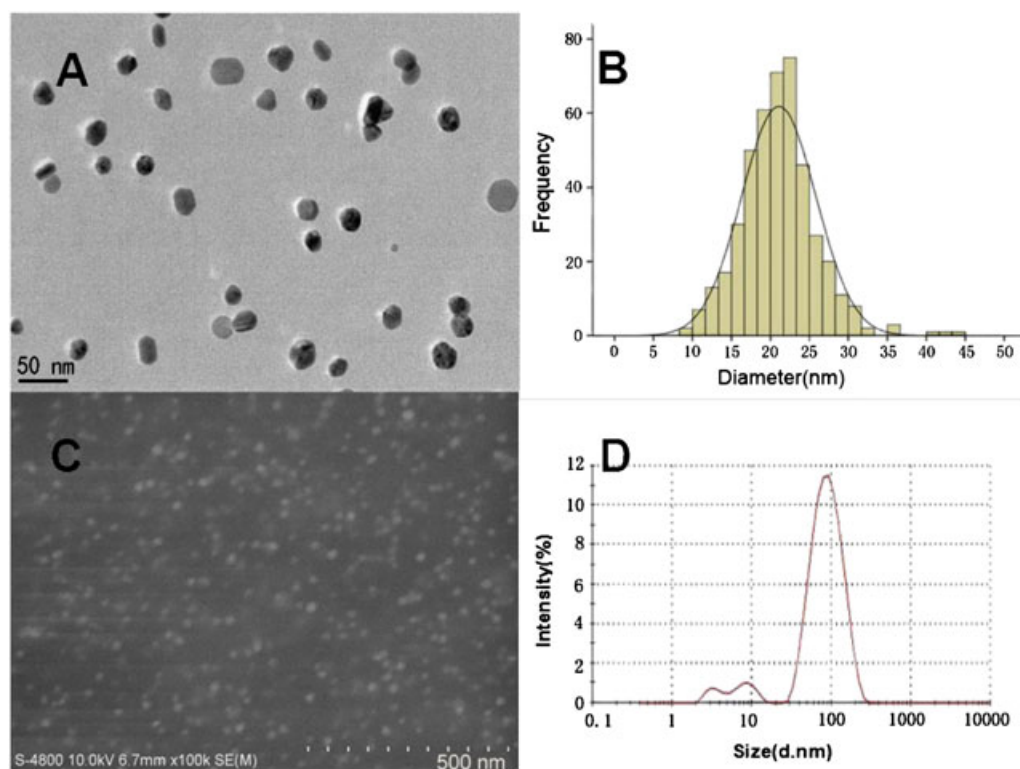 A
50 nm
B
Frequency
80
60
40
20
0
0 5 10 15 20 25 30 35 40 45 50
Diameter(nm)
C
S-4800 10.0kV 6.7mm x100k SE(M)
500 nm
D
Intensity(%)
12
10
8
6
4
2
0
0.1 1 10 100 1000 10000
Size(d.nm)